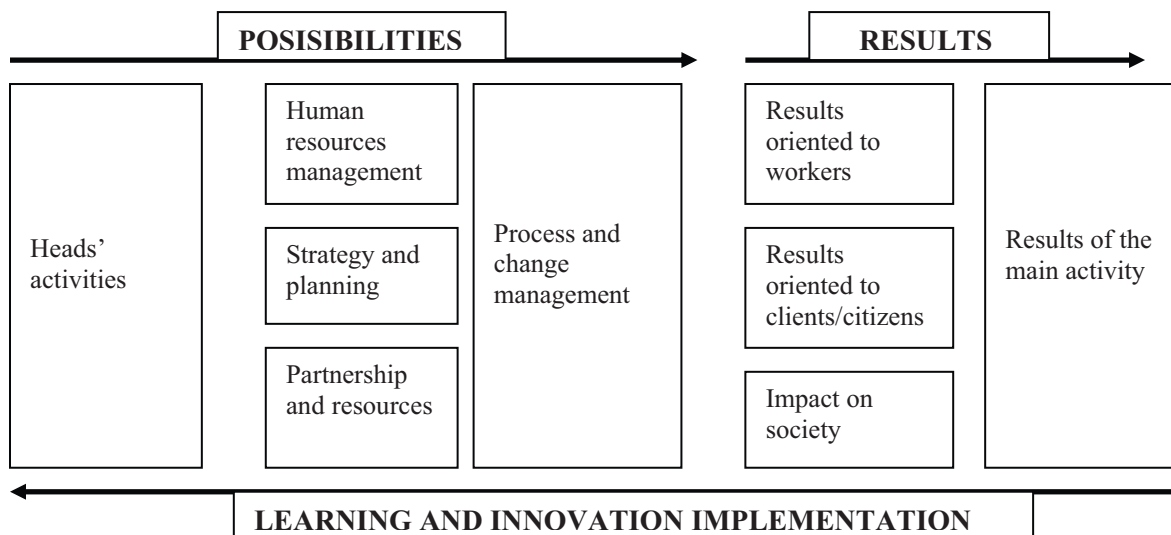 POSISIBILITIES
RESULTS
Heads’
activities
Human
resources
management
Strategy and
planning
Partnership
and resources
Process and
change
management
Results
oriented to
workers
Results
oriented to
clients/citizens
Impact on
society
Results of the
main activity
LEARNING AND INNOVATION IMPLEMENTATION